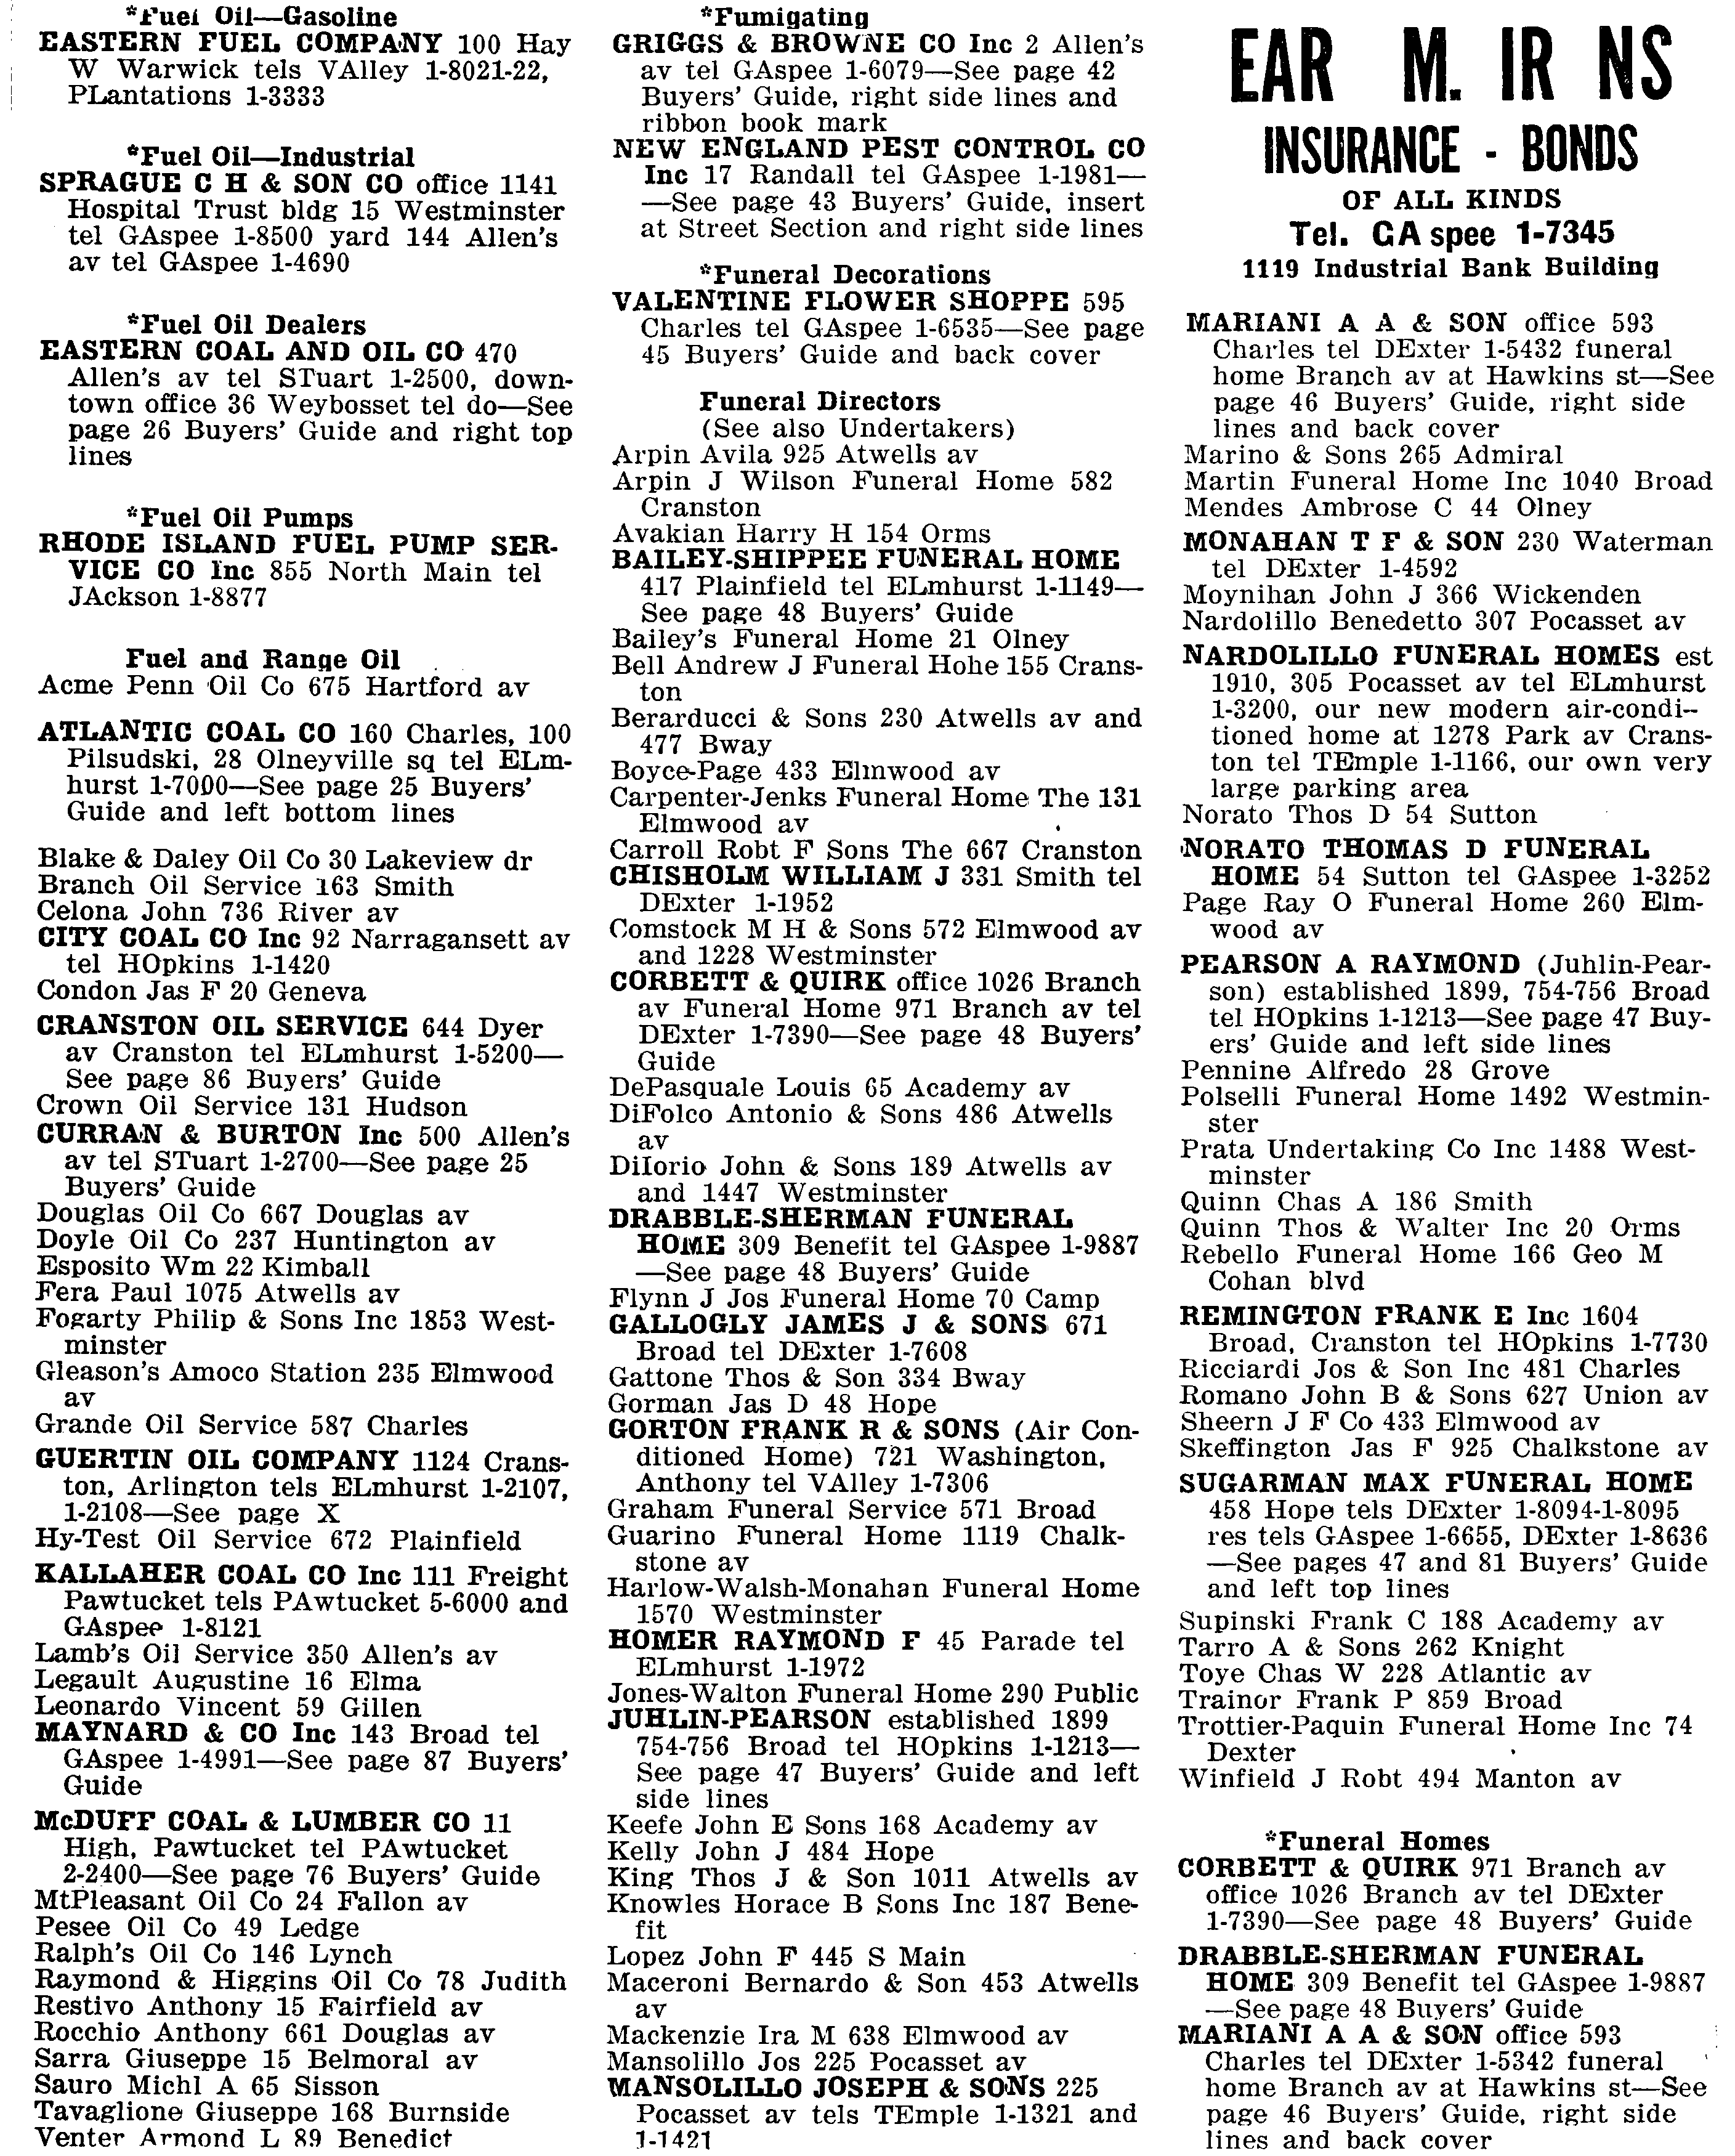 *Fuel Oil—Gasoline
EASTERN FUEL COMPANY 100 Hay
W Warwick tels VAlley 1-8021-22,
PLantations 1-3333
*Fuel Oil—Industrial
SPRAGUE C H & SON CO office 1141
Hospital Trust bldg 15 Westminster
tel GAspee 1-8500 yard 144 Allen's
av tel GAspee 1-4690
*Fuel Oil Dealers
EASTERN COAL AND OIL CO 470
Allen's av tel STuart 1-2500, down-
town office 36 Weybosset tel do—See
page 26 Buyers' Guide and right top
lines
*Fuel Oil Pumps
RHODE ISLAND FUEL PUMP SER-
VICE CO Inc 855 North Main tel
JAckson 1-8877
Fuel and Range Oil
Acme Penn Oil Co 675 Hartford av
ATLANTIC COAL CO 160 Charles, 100
Pilsudski, 28 Olneyville sq tel ELm-
hurst 1-7000—See page 25 Buyers'
Guide and left bottom lines
Blake & Daley Oil Co 30 Lakeview dr
Branch Oil Service 163 Smith
Celona John 736 River av
CITY COAL CO Inc 92 Narragansett av
tel HOpkins 1-1420
Condon Jas F 20 Geneva
CRANSTON OIL SERVICE 644 Dyer
av Cranston tel ELmhurst 1-5200—
See page 86 Buyers' Guide
Crown Oil Service 131 Hudson
CURRAN & BURTON Inc 500 Allen's
av tel STuart 1-2700—See page 25
Buyers' Guide
Douglas Oil Co 667 Douglas av
Doyle Oil Co 237 Huntington av
Esposito Wm 22 Kimball
Fera Paul 1075 Atwells av
Fogarty Philip & Sons Inc 1853 West-
minster
Gleason's Amoco Station 235 Elmwood
av
Grande Oil Service 587 Charles
GUERTIN OIL COMPANY 1124 Crans-
ton, Arlington tels ELmhurst 1-2107,
1-2108—See page X
Hy-Test Oil Service 672 Plainfield
KALLAHER COAL CO Inc 111 Freight
Pawtucket tels PAwtucket 5-6000 and
GAspee 1-8121
Lamb's Oil Service 350 Allen's av
Legault Augustine 16 Elma
Leonardo Vincent 59 Gillen
MAYNARD & CO Inc 143 Broad tel
GAspee 1-4991—See page 87 Buyers'
Guide
McDUFF COAL & LUMBER CO 11
High, Pawtucket tel PAwtucket
2-2400—See page 76 Buyers' Guide
MtPleasant Oil Co 24 Fallon av
Pesee Oil Co 49 Ledge
Ralph's Oil Co 146 Lynch
Raymond & Higgins Oil Co 78 Judith
Restivo Anthony 15 Fairfield av
Rocchio Anthony 661 Douglas av
Sarra Giuseppe 15 Belmoral av
Sauro Michl A 65 Sisson
Tavaglione Giuseppe 168 Burnside
Venter Armond L 89 Benedict
*Fumigating
GRIGGS & BROWNE CO Inc 2 Allen's
av tel GAspee 1-6079—See page 42
Buyers' Guide, right side lines and
ribbon book mark
NEW ENGLAND PEST CONTROL CO
Inc 17 Randall tel GAspee 1-1981—
—See page 43 Buyers' Guide, insert
at Street Section and right side lines
*Funeral Decorations
VALENTINE FLOWER SHOPPE 595
Charles tel GAspee 1-6535—See page
45 Buyers' Guide and back cover
Funeral Directors
(See also Undertakers)
Arpin Avila 925 Atwells av
Arpin J Wilson Funeral Home 582
Cranston
Avakian Harry H 154 Orms
BAILEY-SHIPPEE FUNERAL HOME
417 Plainfield tel ELmhurst 1-1149—
See page 48 Buyers' Guide
Bailey's Funeral Home 21 Olney
Bell Andrew J Funeral Hohe 155 Crans-
ton
Berarducci & Sons 230 Atwells av and
477 Bway
Boyce-Page 433 Elmwood av
Carpenter-Jenks Funeral Home The 131
Elmwood av
Carroll Robt F Sons The 667 Cranston
CHISHOLM WILLIAM J 331 Smith tel
DExter 1-1952
Comstock M H & Sons 572 Elmwood av
and 1228 Westminster
CORBETT & QUIRK office 1026 Branch
av Funeral Home 971 Branch av tel
DExter 1-7390—See page 48 Buyers'
Guide
DePasquale Louis 65 Academy av
DiFolco Antonio & Sons 486 Atwells
av
DiIorio John & Sons 189 Atwells av
and 1447 Westminster
DRABBLE-SHERMAN FUNERAL
HOME 309 Benefit tel GAspee 1-9887
—See page 48 Buyers' Guide
Flynn J Jos Funeral Home 70 Camp
GALLOGLY JAMES J & SONS 671
Broad tel DExter 1-7608
Gattone Thos & Son 334 Bway
Gorman Jas D 48 Hope
GORTON FRANK R & SONS (Air Con-
ditioned Home) 721 Washington,
Anthony tel VAlley 1-7306
Graham Funeral Service 571 Broad
Guarino Funeral Home 1119 Chalk-
stone av
Harlow-Walsh-Monahan Funeral Home
1570 Westminster
HOMER RAYMOND F 45 Parade tel
ELmhurst 1-1972
Jones-Walton Funeral Home 290 Public
JUHLIN-PEARSON established 1899
754-756 Broad tel HOpkins 1-1213—
See page 47 Buyers' Guide and left
side lines
Keefe John E Sons 168 Academy av
Kelly John J 484 Hope
King Thos J & Son 1011 Atwells av
Knowles Horace B Sons Inc 187 Bene-
fit
Lopez John F 445 S Main
Maceroni Bernardo & Son 453 Atwells
av
Mackenzie Ira M 638 Elmwood av
Mansolillo Jos 225 Pocasset av
MANSOLILLO JOSEPH & SONS 225
Pocasset av tels TEmple 1-1321 and
1-1421
EAR M. IR NS
INSURANCE - BONDS
OF ALL KINDS
Tel. GA spee 1-7345
1119 Industrial Bank Building
MARIANI A A & SON office 593
Charles tel DExter 1-5432 funeral
home Branch av at Hawkins st—See
page 46 Buyers' Guide, right side
lines and back cover
Marino & Sons 265 Admiral
Martin Funeral Home Inc 1040 Broad
Mendes Ambrose C 44 Olney
MONAHAN T F & SON 230 Waterman
tel DExter 1-4592
Moynihan John J 366 Wickenden
Nardolillo Benedetto 307 Pocasset av
NARDOLILLO FUNERAL HOMES est
1910, 305 Pocasset av tel ELmhurst
1-3200, our new modern air-condi-
tioned home at 1278 Park av Crans-
ton tel TEmple 1-1166, our own very
large parking area
Norato Thos D 54 Sutton
NORATO THOMAS D FUNERAL
HOME 54 Sutton tel GAspee 1-3252
Page Ray O Funeral Home 260 Elm-
wood av
PEARSON A RAYMOND (Juhlin-Pear-
son) established 1899, 754-756 Broad
tel HOpkins 1-1213—See page 47 Buy-
ers' Guide and left side lines
Pennine Alfredo 28 Grove
Polselli Funeral Home 1492 Westmin-
ster
Prata Undertaking Co Inc 1488 West-
minster
Quinn Chas A 186 Smith
Quinn Thos & Walter Inc 20 Orms
Rebello Funeral Home 166 Geo M
Cohan blvd
REMINGTON FRANK E Inc 1604
Broad, Cranston tel HOpkins 1-7730
Ricciardi Jos & Son Inc 481 Charles
Romano John B & Sons 627 Union av
Sheern J F Co 433 Elmwood av
Skeffington Jas F 925 Chalkstone av
SUGARMAN MAX FUNERAL HOME
458 Hope tels DExter 1-8094-1-8095
res tels GAspee 1-6655, DExter 1-8636
—See pages 47 and 81 Buyers' Guide
and left top lines
Supinski Frank C 188 Academy av
Tarro A & Sons 262 Knight
Toye Chas W 228 Atlantic av
Trainor Frank P 859 Broad
Trottier-Paquin Funeral Home Inc 74
Dexter
Winfield J Robt 494 Manton av
*Funeral Homes
CORBETT & QUIRK 971 Branch av
office 1026 Branch av tel DExter
1-7390—See page 48 Buyers' Guide
DRABBLE-SHERMAN FUNERAL
HOME 309 Benefit tel GAspee 1-9887
—See page 48 Buyers' Guide
MARIANI A A & SON office 593
Charles tel DExter 1-5342 funeral
home Branch av at Hawkins st—See
page 46 Buyers' Guide, right side
lines and back cover